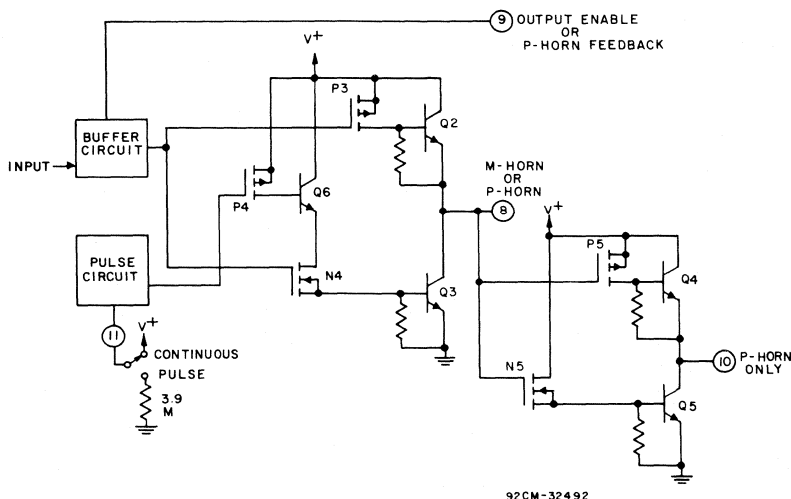 9 OUTPUT ENABLE
OR
P-HORN FEEDBACK
V+
P3
Q2
BUFFER
CIRCUIT
INPUT
M-HORN
OR
P-HORN
8
Q6
P4
V+
P5
Q4
PULSE
CIRCUIT
N4
Q3
11
V+
CONTINUOUS
PULSE
3.9
M
N5
10 P-HORN
ONLY
Q5
92CM-32492